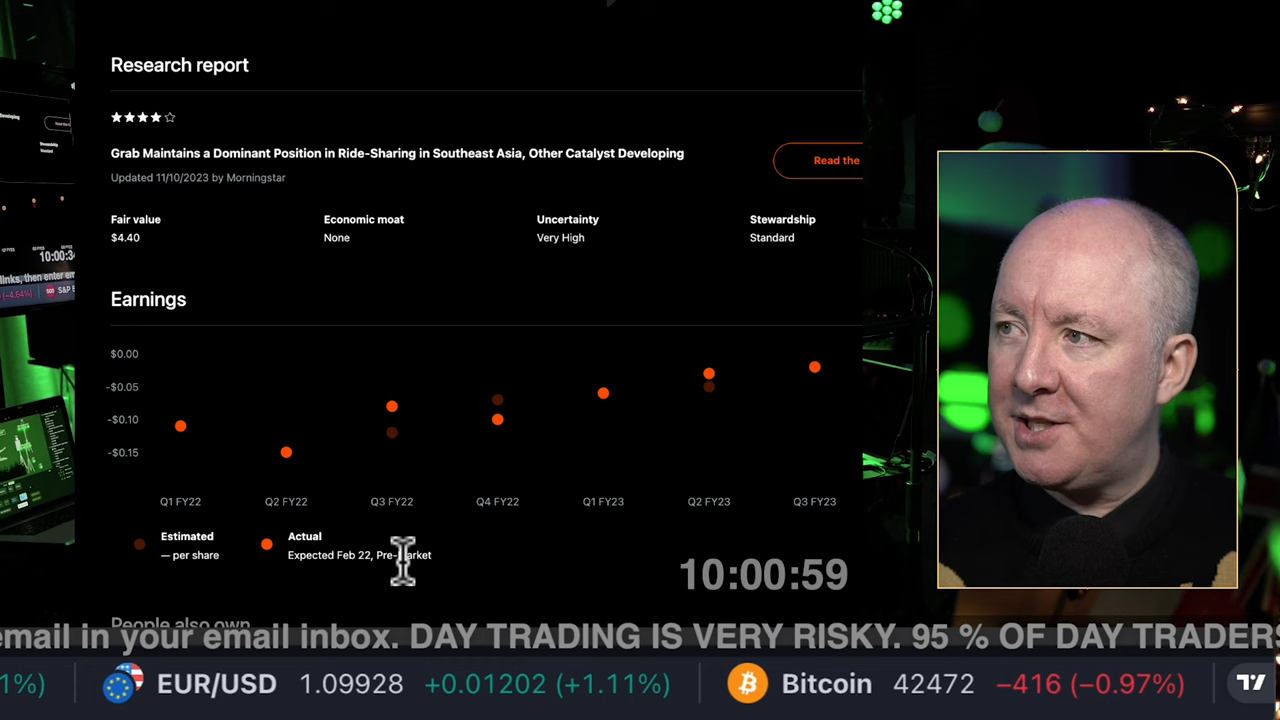 Research report
★★★★☆
Grab Maintains a Dominant Position in Ride-Sharing in Southeast Asia, Other Catalyst Developing
Read the
Updated 11/10/2023 by Morningstar
Fair value
Economic moat
Uncertainty
Stewardship
$4.40
None
Very High
Standard
Earnings
$0.00
-$0.05
-$0.10
-$0.15
Q1 FY22
Q2 FY22
Q3 FY22
Q4 FY22
Q1 FY23
Q2 FY23
Q3 FY23
Estimated
Actual
— per share
Expected Feb 22, Pre-Market
10:00:59
People also own
email in your email inbox. DAY TRADING IS VERY RISKY. 95 % OF DAY TRADERS
1%)
EUR/USD 1.09928 +0.01202 (+1.11%)
Bitcoin 42472 −416 (−0.97%)